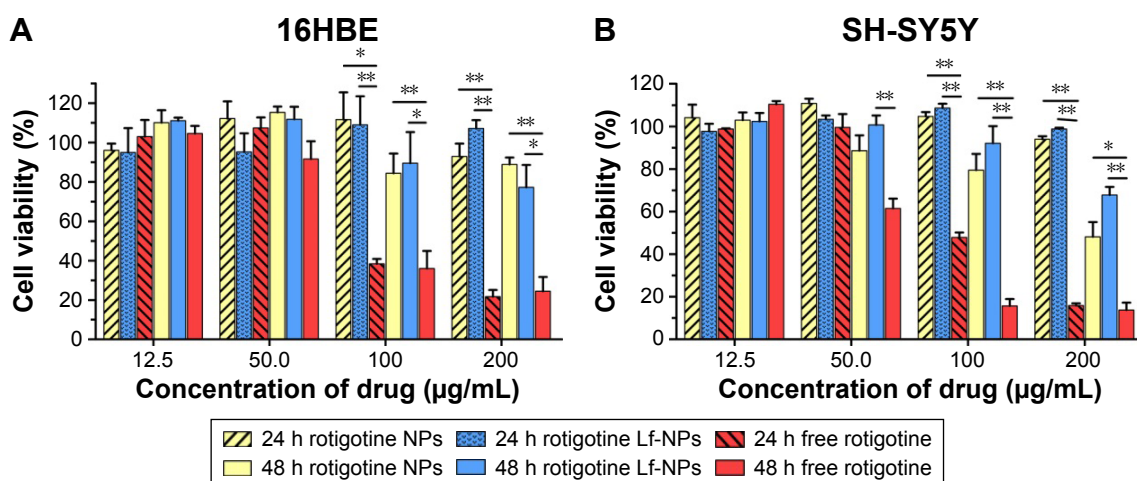 A 16HBE
* ** ** * ** ** ** *
Cell viability (%)
120
100
80
60
40
20
0
12.5 50.0 100 200
Concentration of drug (µg/mL)
B SH-SY5Y
** ** ** ** ** ** ** * **
Cell viability (%)
120
100
80
60
40
20
0
12.5 50.0 100 200
Concentration of drug (µg/mL)
24 h rotigotine NPs 24 h rotigotine Lf-NPs 24 h free rotigotine
48 h rotigotine NPs 48 h rotigotine Lf-NPs 48 h free rotigotine